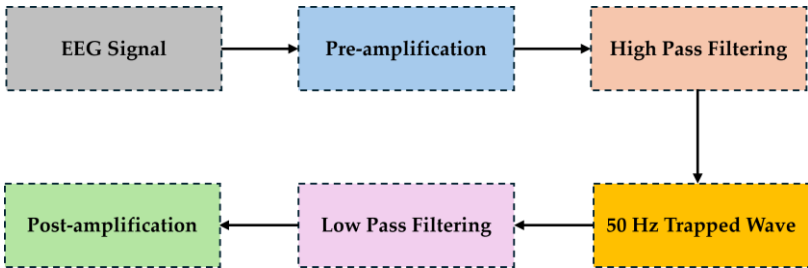 EEG Signal
Pre-amplification
High Pass Filtering
50 Hz Trapped Wave
Low Pass Filtering
Post-amplification